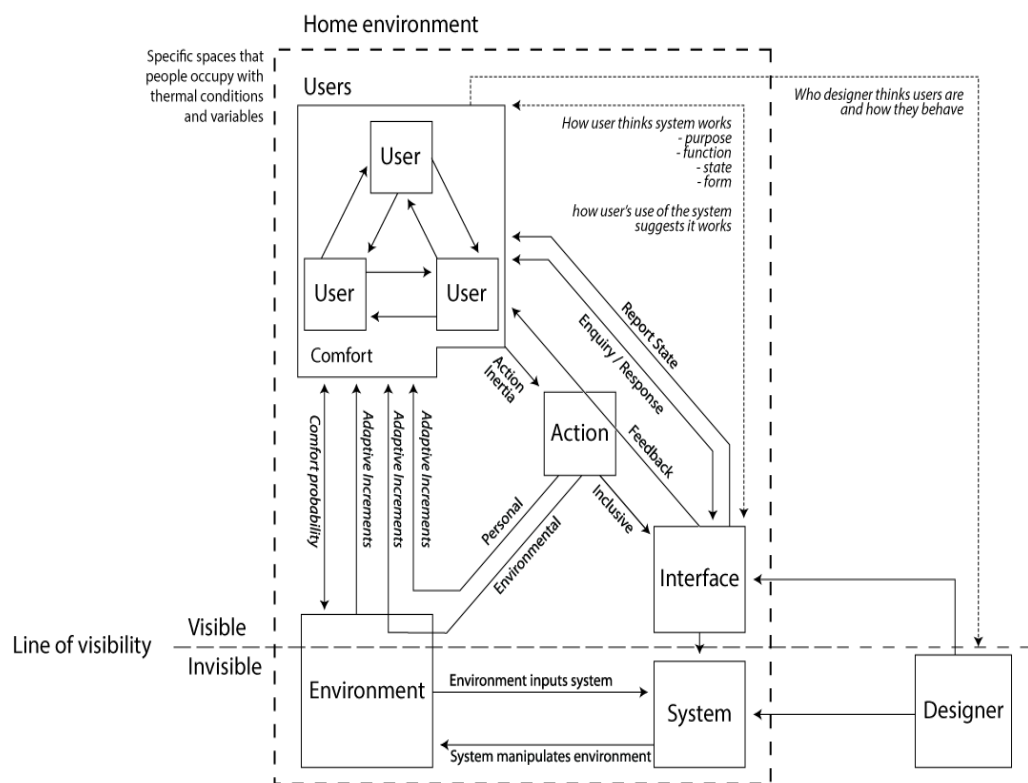 Home environment
Specific spaces that
people occupy with
thermal conditions
and variables
Users
Who designer thinks users are
and how they behave
How user thinks system works
- purpose
- function
- state
- form
how user's use of the system
suggests it works
User
User
User
Comfort
Report State
Enquiry / Response
Feedback
Action
Inertia
Action
Comfort probability
Adaptive Increments
Adaptive Increments
Adaptive Increments
Personal
Environmental
Inclusive
Interface
Line of visibility
Visible
Invisible
Environment
Environment inputs system
System
System manipulates environment
Designer